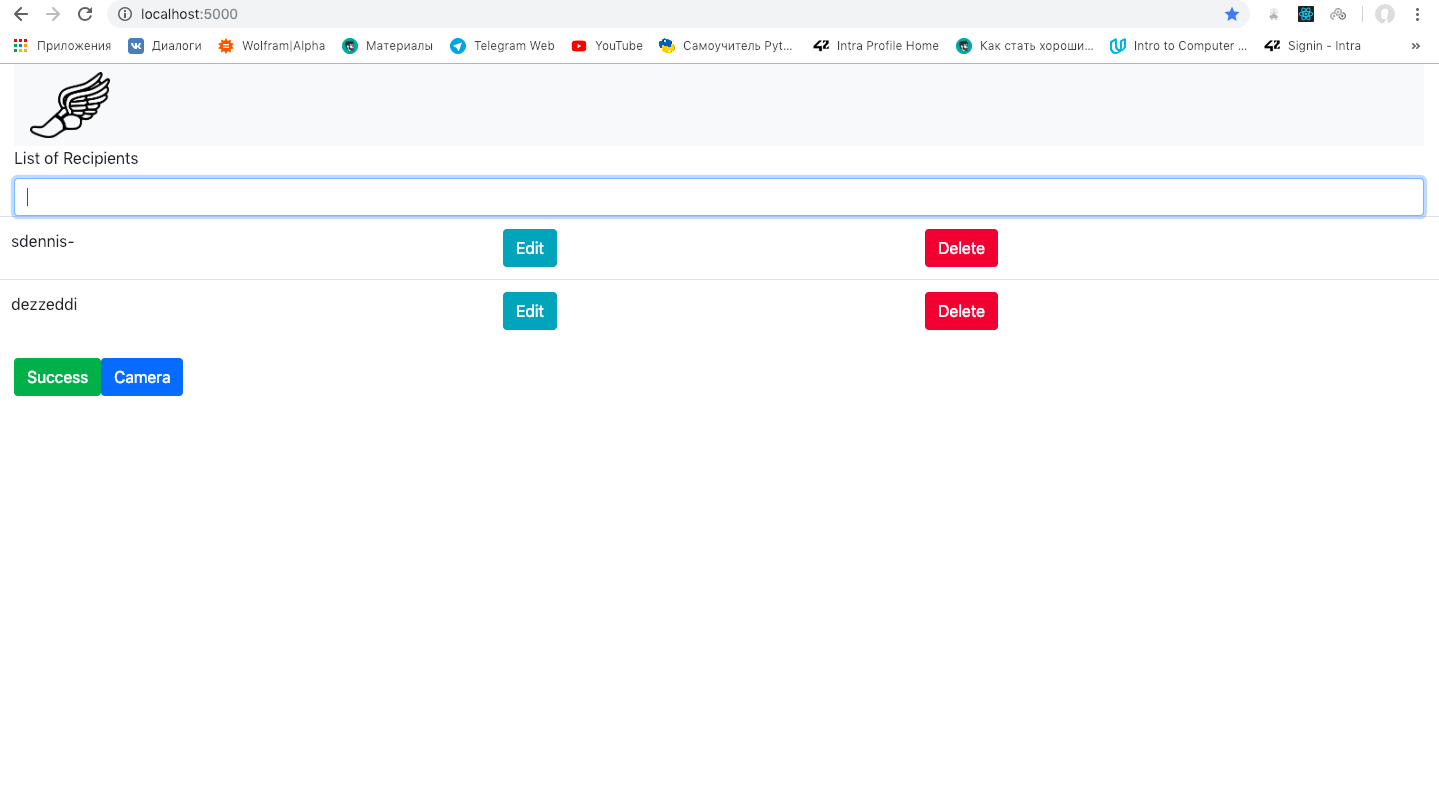 localhost:5000
Приложения Диалоги Wolfram|Alpha Материалы Telegram Web YouTube Самоучитель Pyt... Intra Profile Home Как стать хороши... Intro to Computer ... Signin - Intra »
List of Recipients
sdennis- Edit Delete
dezzeddi Edit Delete
Success Camera